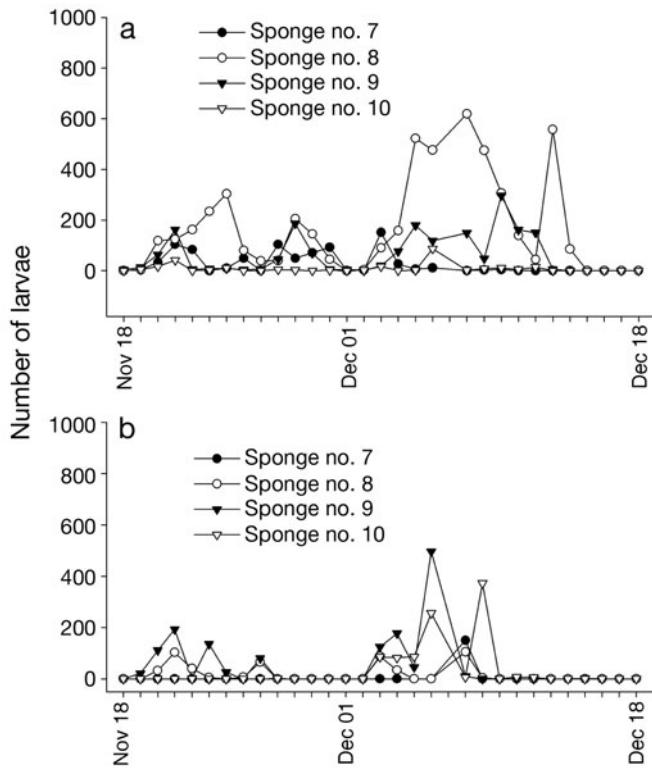 a
Sponge no. 7
Sponge no. 8
Sponge no. 9
Sponge no. 10
1000
800
600
400
200
0
Nov 18
Dec 01
Dec 18
Number of larvae
b
Sponge no. 7
Sponge no. 8
Sponge no. 9
Sponge no. 10
1000
800
600
400
200
0
Nov 18
Dec 01
Dec 18